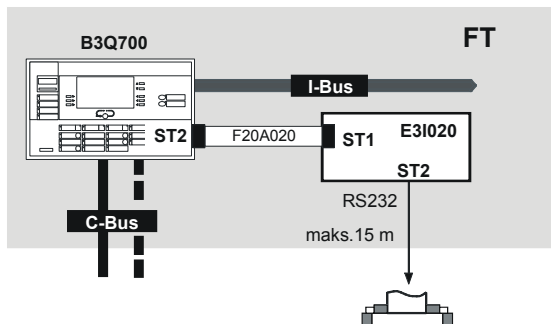 B3Q700
FT
I-Bus
ST2
F20A020
ST1
E3I020
ST2
RS232
C-Bus
maks.15 m